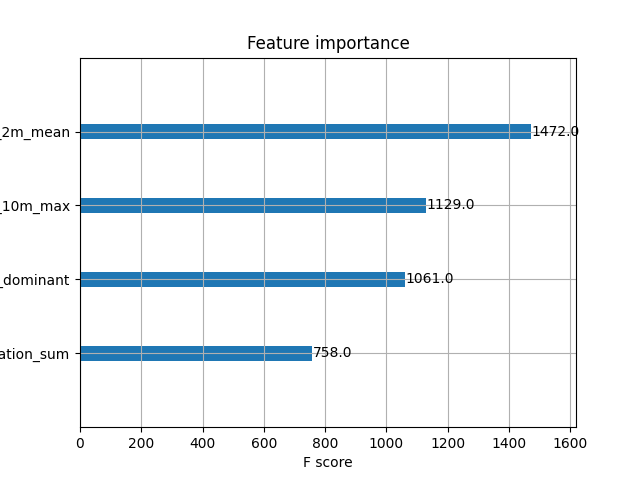 Feature importance
_2m_mean
1472.0
_10m_max
1129.0
_dominant
1061.0
ation_sum
758.0
0 200 400 600 800 1000 1200 1400 1600
F score